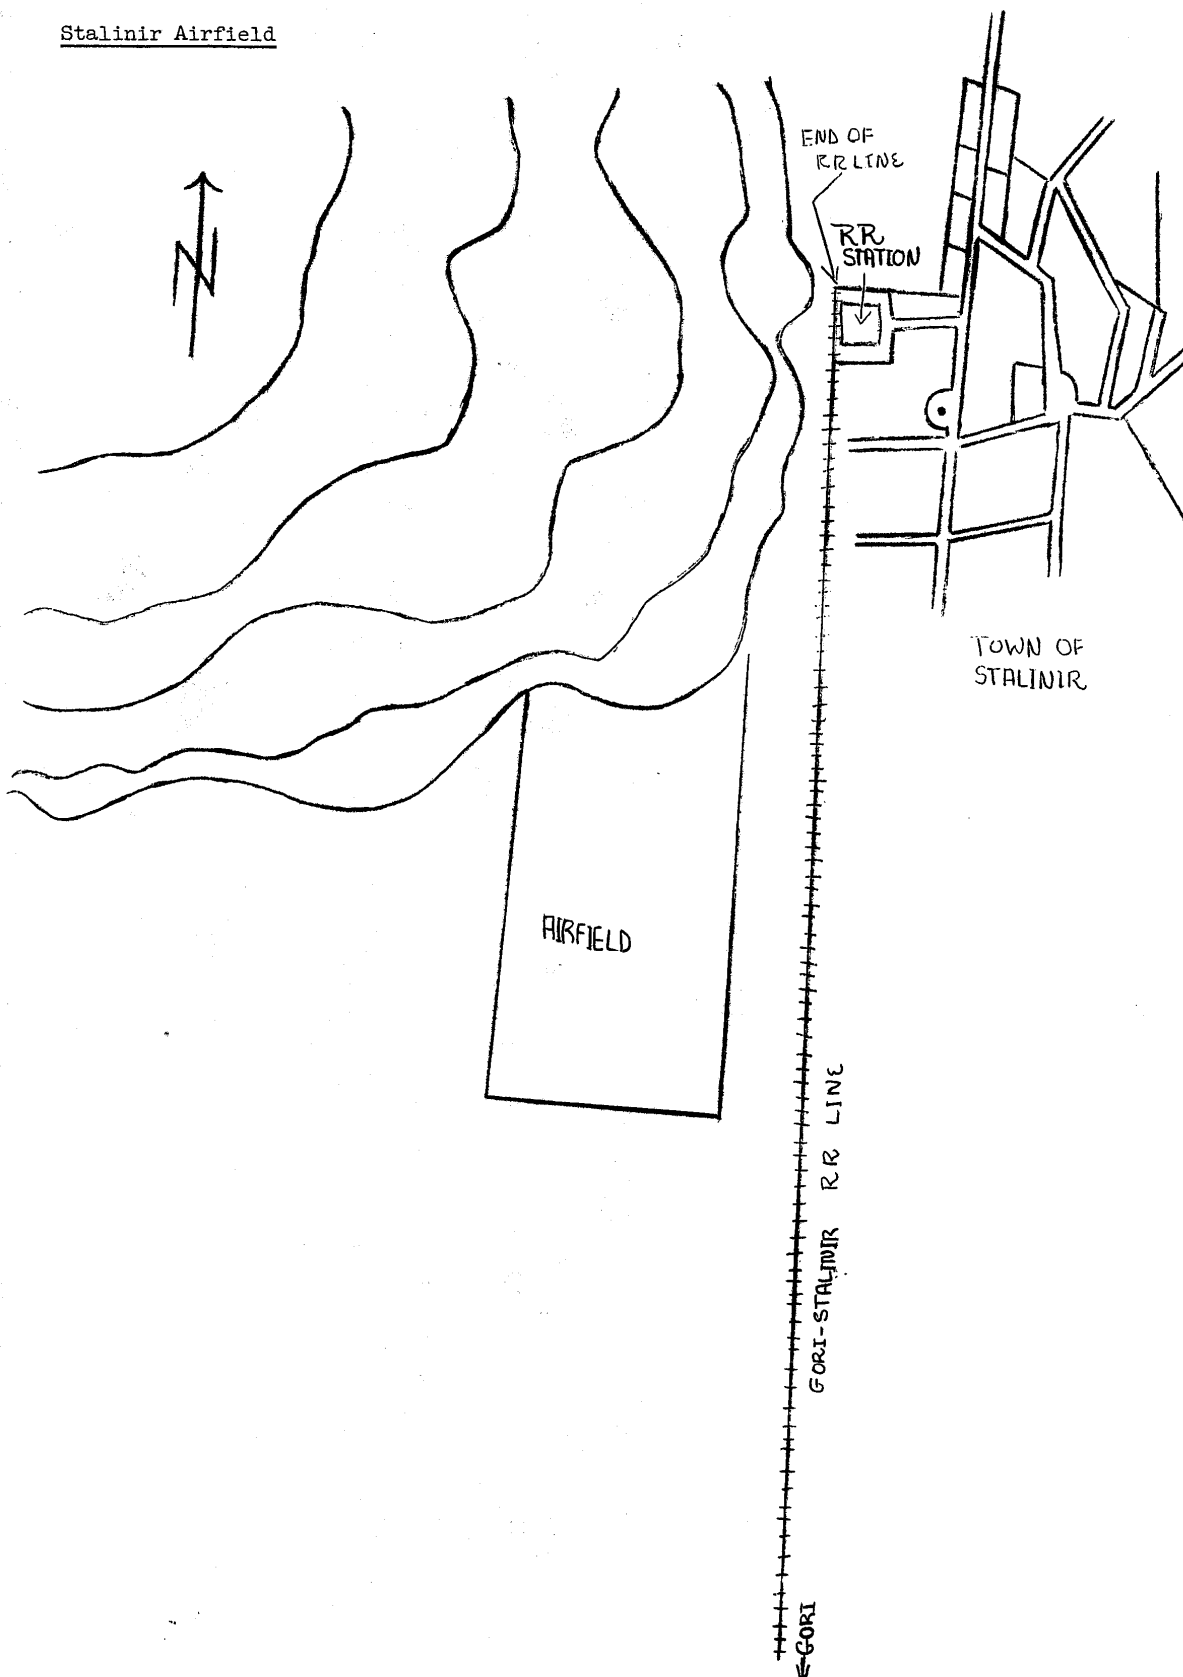 Stalinir Airfield
N
END OF
RR LINE
RR
STATION
TOWN OF
STALINIR
AIRFIELD
GORI-STALINIR RR LINE
GORI